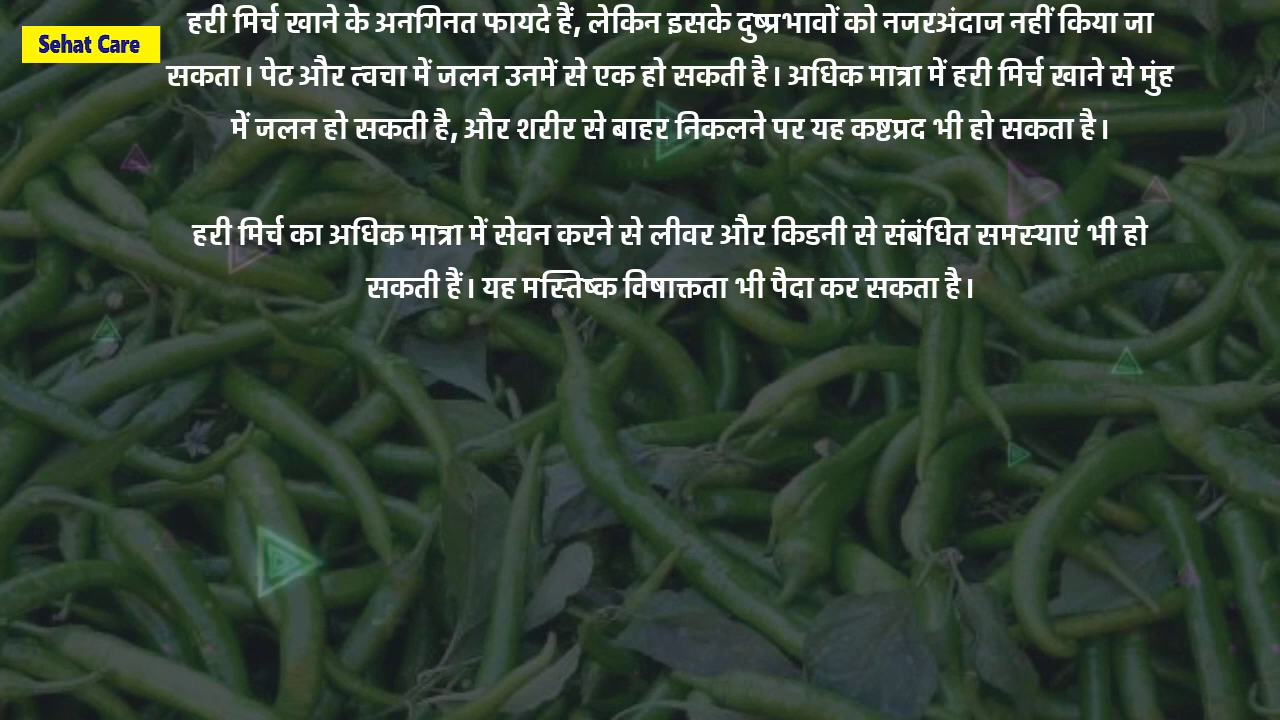 Sehat Care
हरी मिर्च खाने के अनगिनत फायदे हैं, लेकिन इसके दुष्प्रभावों को नजरअंदाज नहीं किया जा
सकता। पेट और त्वचा में जलन उनमें से एक हो सकती है। अधिक मात्रा में हरी मिर्च खाने से मुंह
में जलन हो सकती है, और शरीर से बाहर निकलने पर यह कष्टप्रद भी हो सकता है।
हरी मिर्च का अधिक मात्रा में सेवन करने से लीवर और किडनी से संबंधित समस्याएं भी हो
सकती हैं। यह मस्तिष्क विषाक्तता भी पैदा कर सकता है।